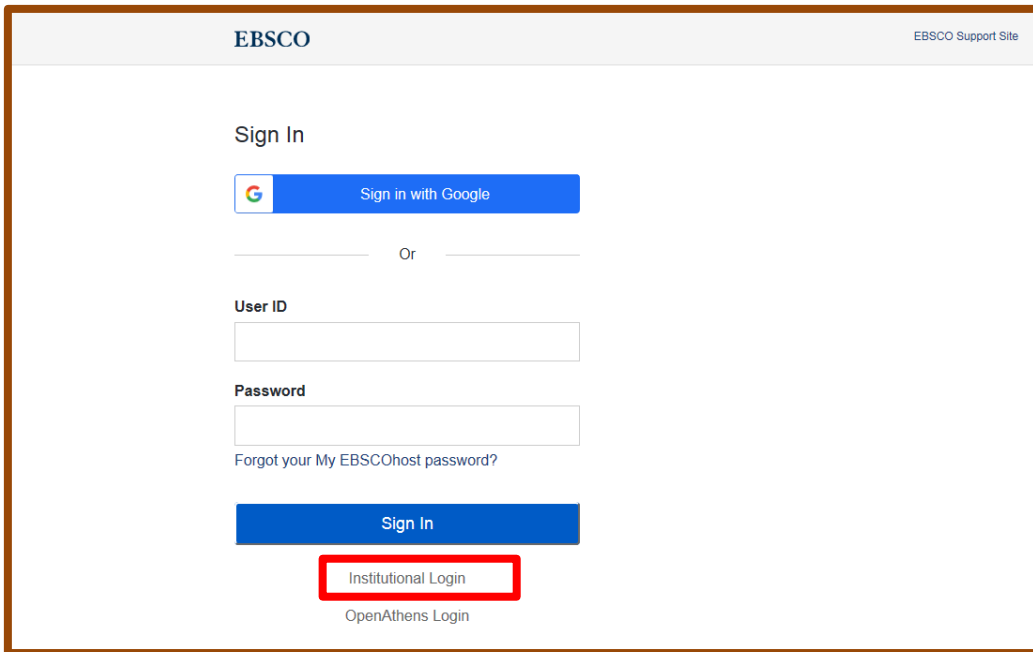 EBSCO
EBSCO Support Site
Sign In
Sign in with Google
Or
User ID
Password
Forgot your My EBSCOhost password?
Sign In
Institutional Login
OpenAthens Login